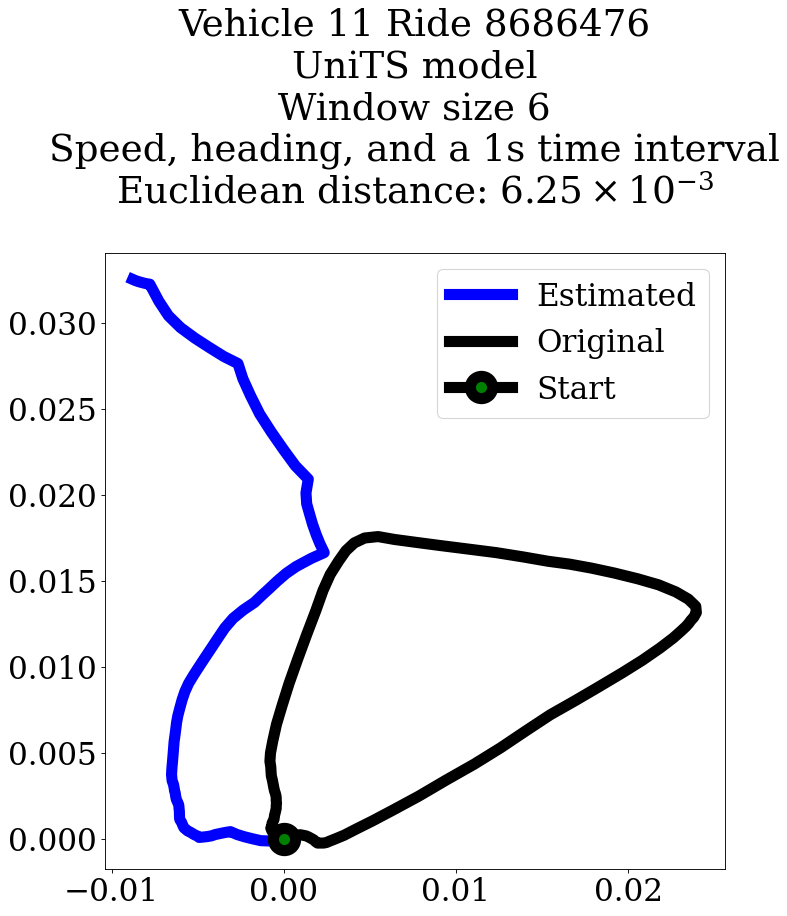 Vehicle 11 Ride 8686476
UniTS model
Window size 6
Speed, heading, and a 1s time interval
Euclidean distance: 6.25 × 10⁻³
Estimated
Original
Start
0.030
0.025
0.020
0.015
0.010
0.005
0.000
−0.01
0.00
0.01
0.02